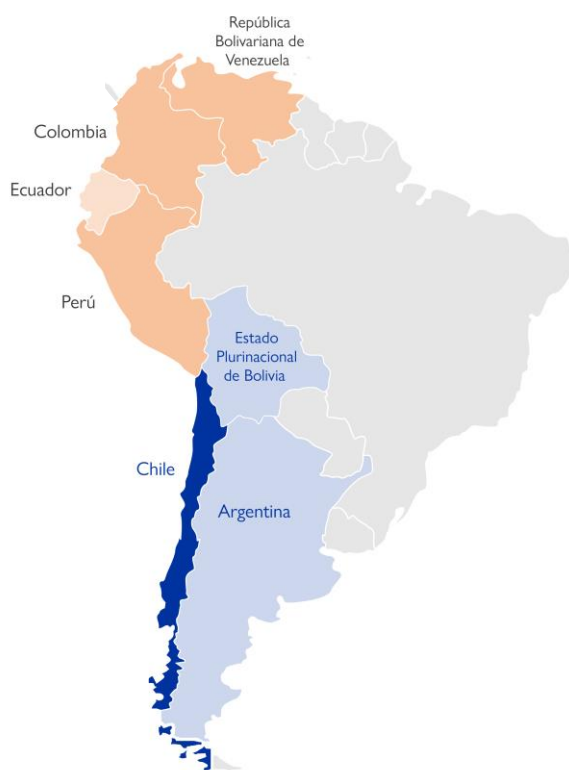 República
Bolivariana de
Venezuela
Colombia
Ecuador
Perú
Estado
Plurinacional
de Bolivia
Chile
Argentina